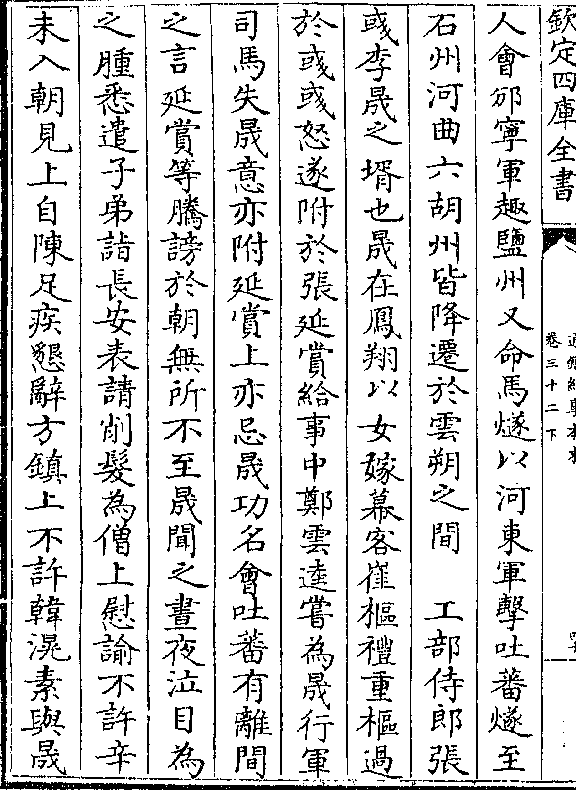 欽定四庫全書
卷三十二下
人會邠寧軍趣鹽州又命馬燧以河東軍擊吐蕃燧至
石州河曲六胡州皆降遷於雲朔之間　工部侍郎張
彧李晟之壻也晟在鳳翔以女嫁幕客崔樞禮重樞過
於彧彧怒遂附於張延賞給事中鄭雲逵嘗為晟行軍
司馬失晟意亦附延賞上亦忌晟功名會吐蕃有離間
之言延賞等騰謗於朝無所不至晟聞之晝夜泣目為
之腫悉遣子弟詣長安表請削髮為僧上慰諭不許辛
未入朝見上自陳足疾懇辭方鎮上不許韓滉素與晟